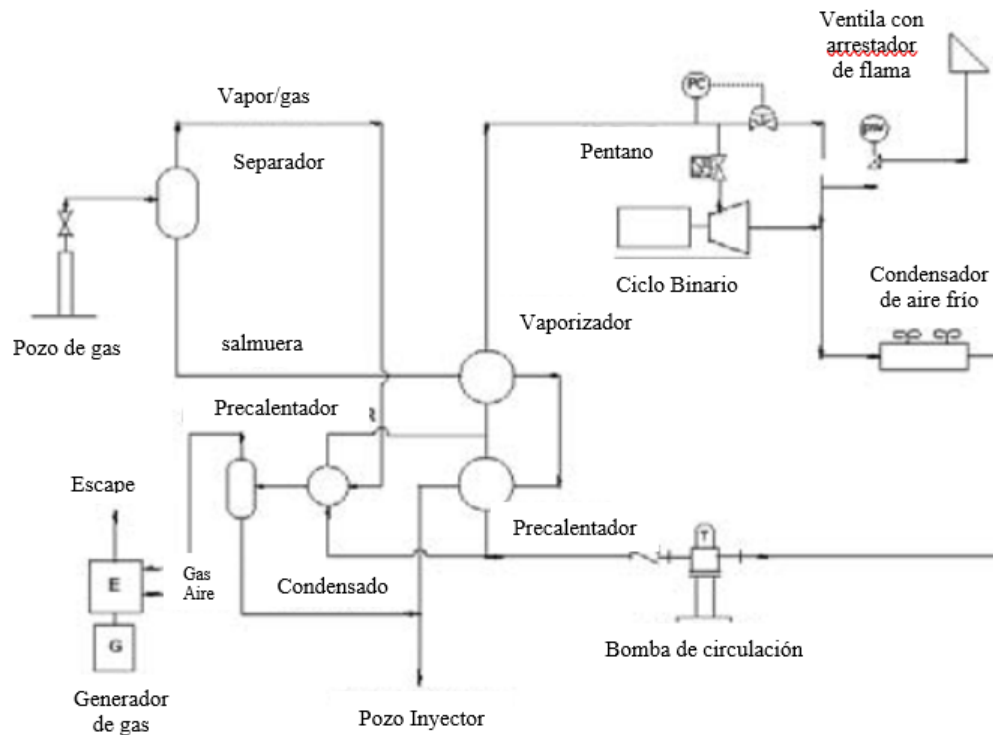 Ventila con
arrestador
de flama
Vapor/gas
PC
Separador
Pentano
Ciclo Binario
Condensador
de aire frío
Pozo de gas
salmuera
Vaporizador
Precalentador
Escape
Precalentador
T
E
Gas
Aire
Condensado
G
Bomba de circulación
Generador
de gas
Pozo Inyector